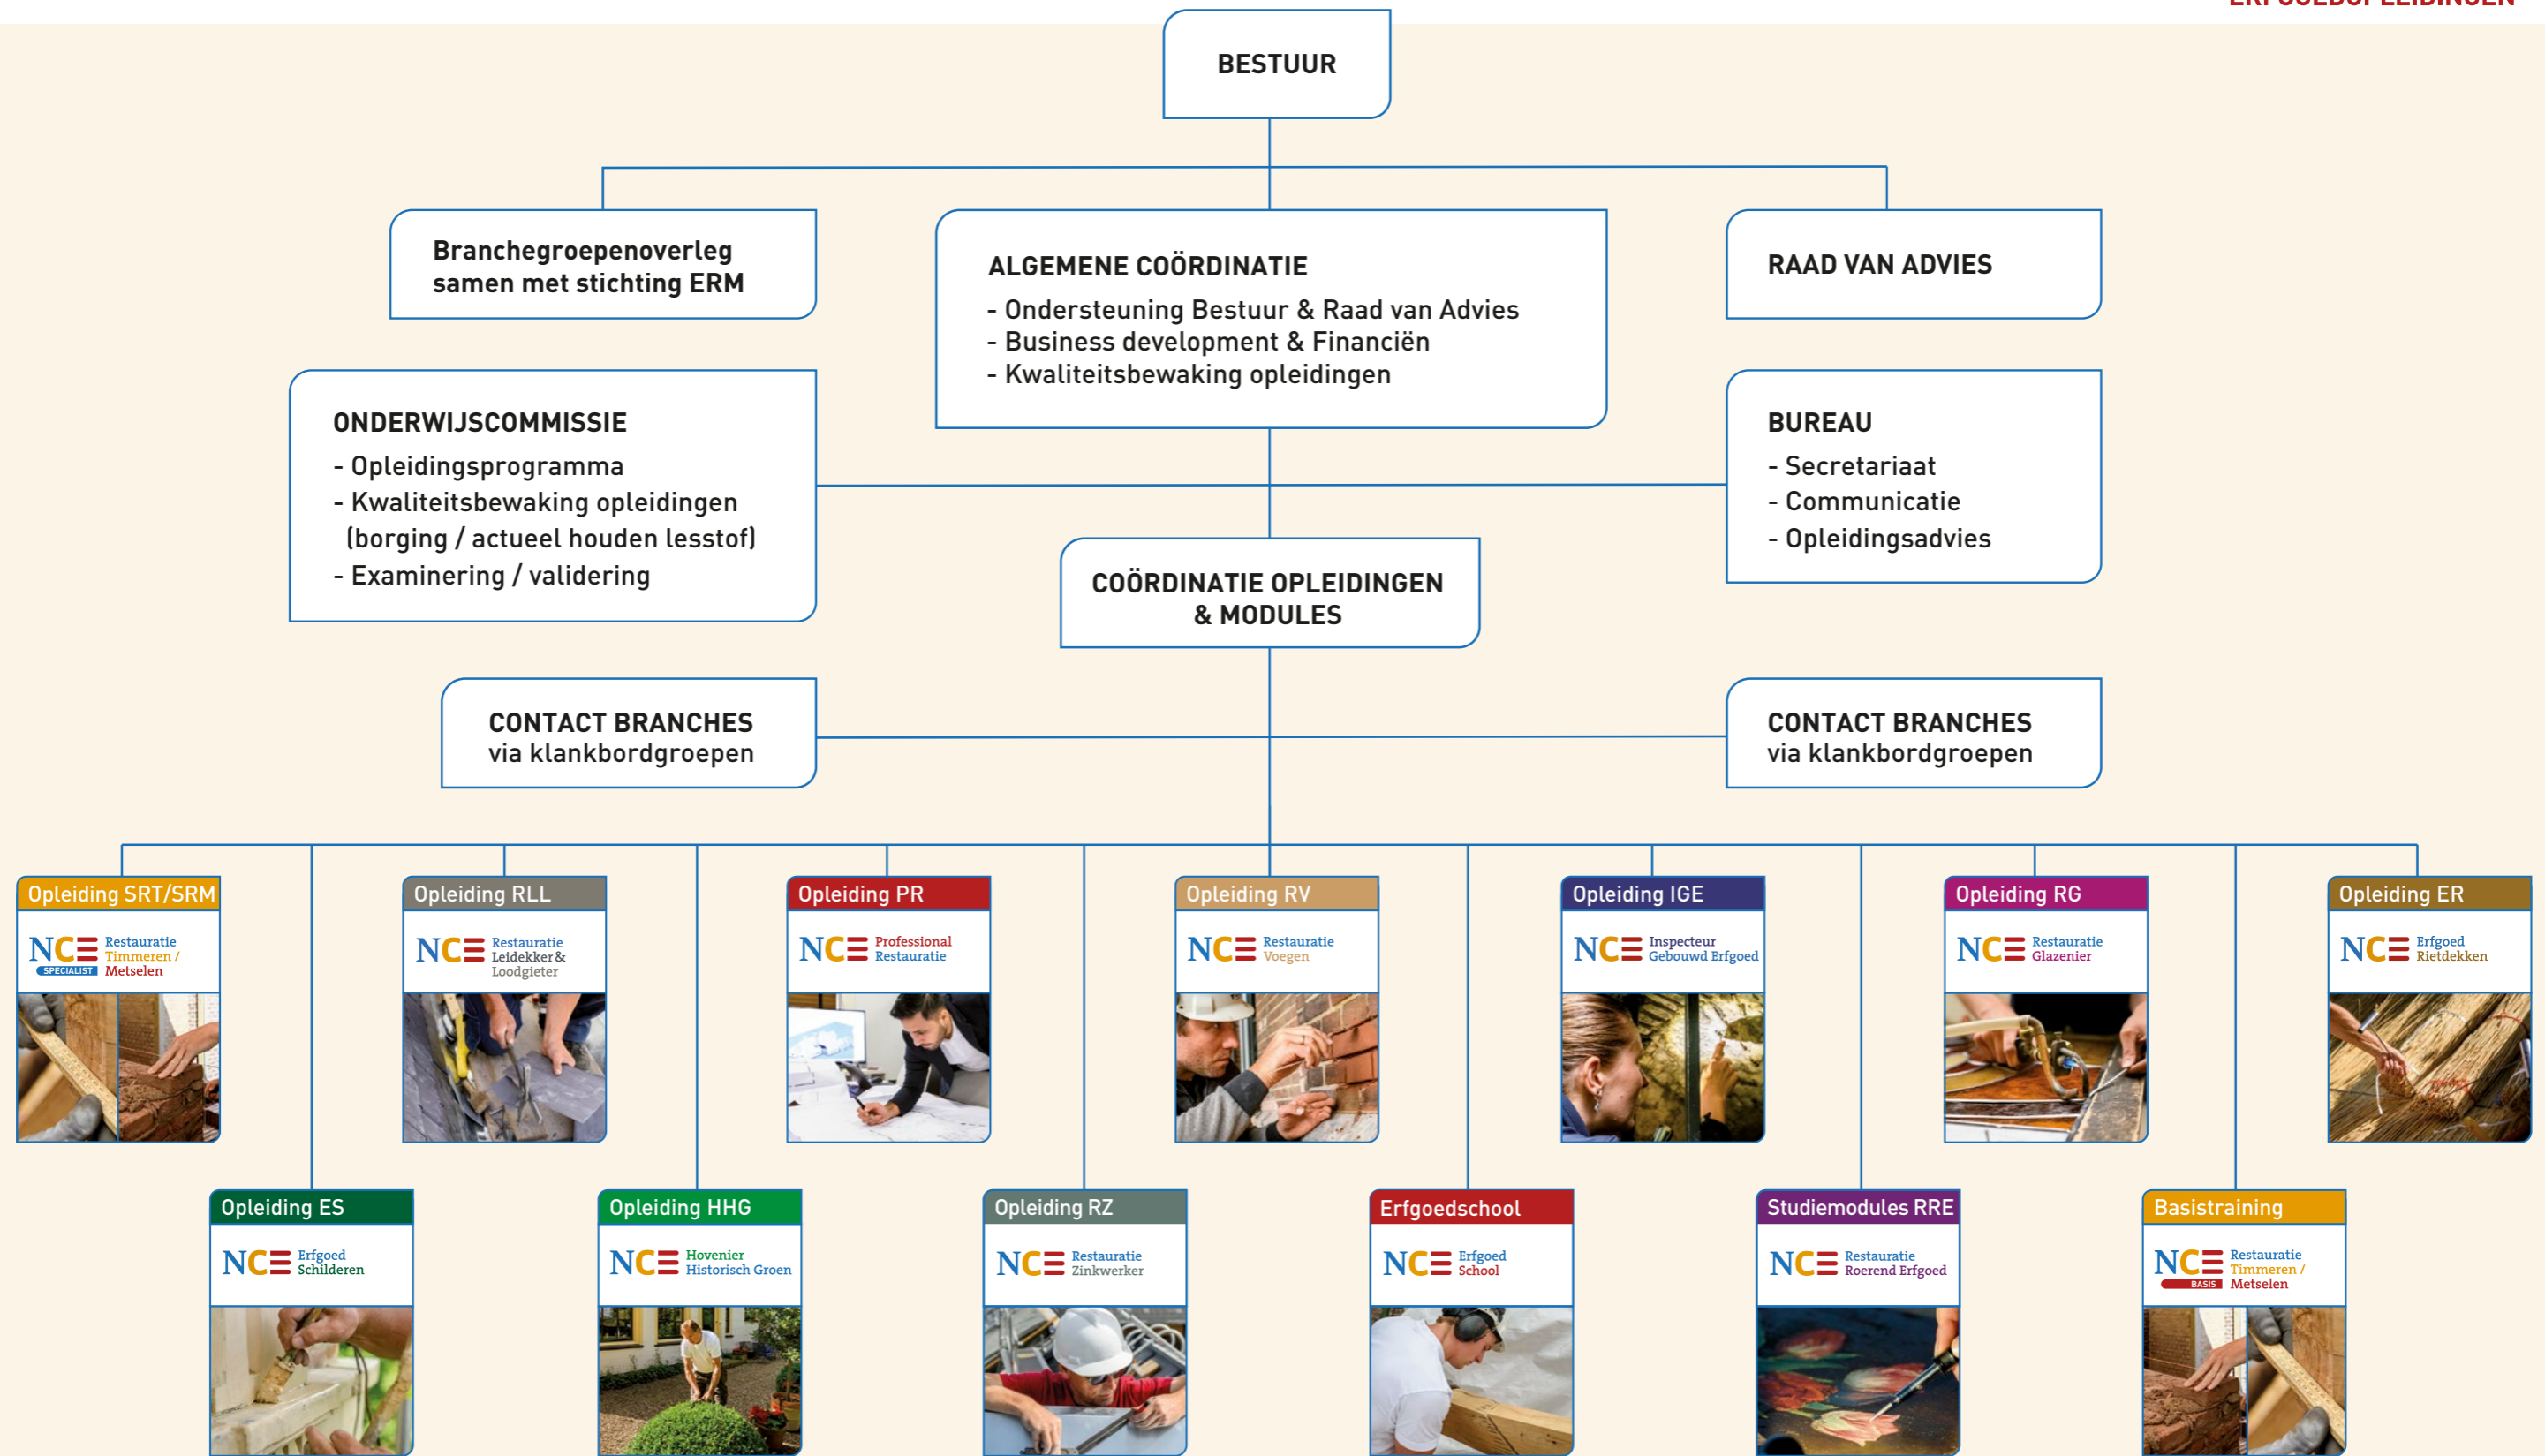 ERFGOEDOPLEIDINGEN
BESTUUR
Branchegroepenoverleg
samen met stichting ERM
ALGEMENE COÖRDINATIE
- Ondersteuning Bestuur & Raad van Advies
- Business development & Financiën
- Kwaliteitsbewaking opleidingen
RAAD VAN ADVIES
ONDERWIJSCOMMISSIE
- Opleidingsprogramma
- Kwaliteitsbewaking opleidingen
(borging / actueel houden lesstof)
- Examinering / validering
BUREAU
- Secretariaat
- Communicatie
- Opleidingsadvies
COÖRDINATIE OPLEIDINGEN
& MODULES
CONTACT BRANCHES
via klankbordgroepen
CONTACT BRANCHES
via klankbordgroepen
Opleiding SRT/SRM
NCE
SPECIALIST
Restauratie
Timmeren /
Metselen
Opleiding RLL
NCE
Restauratie
Leidekker &
Loodgieter
Opleiding PR
NCE
Professional
Restauratie
Opleiding RV
NCE
Restauratie
Voegen
Opleiding IGE
NCE
Inspecteur
Gebouwd Erfgoed
Opleiding RG
NCE
Restauratie
Glazenier
Opleiding ER
NCE
Erfgoed
Rietdekken
Opleiding ES
NCE
Erfgoed
Schilderen
Opleiding HHG
NCE
Hovenier
Historisch Groen
Opleiding RZ
NCE
Restauratie
Zinkwerker
Erfgoedschool
NCE
Erfgoed
School
Studiemodules RRE
NCE
Restauratie
Roerend Erfgoed
Basistraining
NCE
BASIS
Restauratie
Timmeren /
Metselen